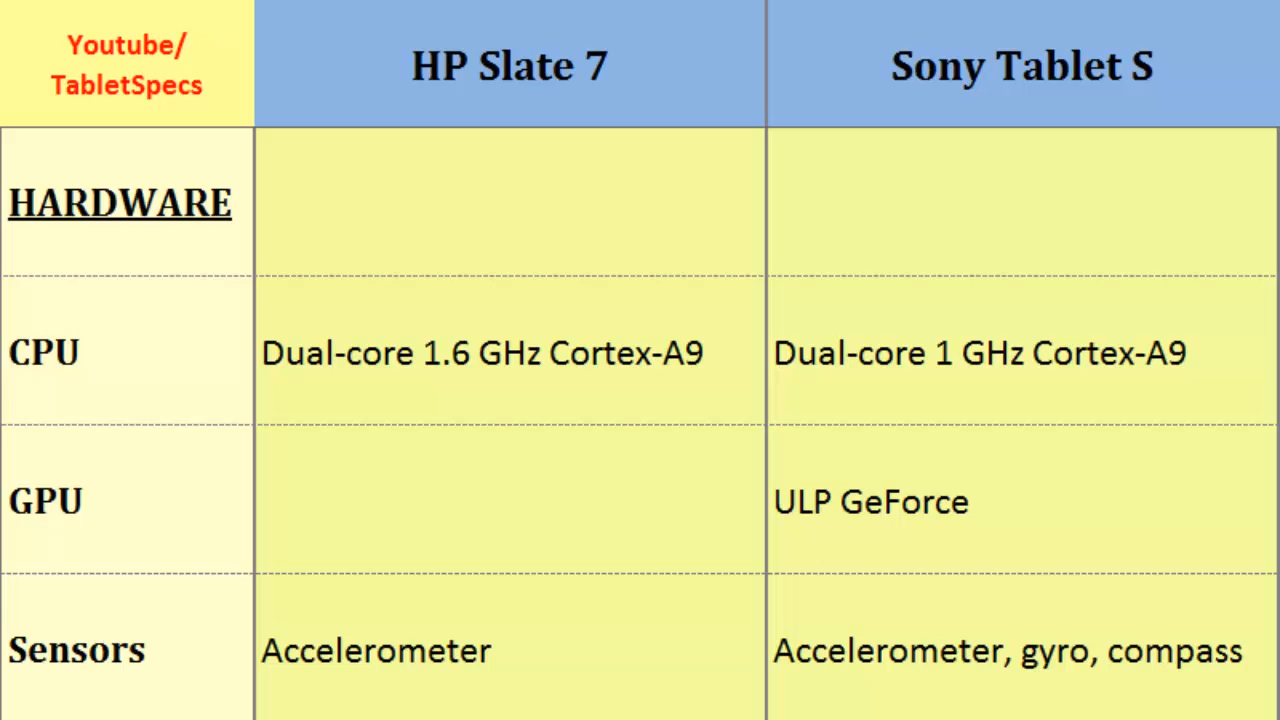 Youtube/
TabletSpecs
HP Slate 7
Sony Tablet S
HARDWARE
CPU
Dual-core 1.6 GHz Cortex-A9
Dual-core 1 GHz Cortex-A9
GPU
ULP GeForce
Sensors
Accelerometer
Accelerometer, gyro, compass